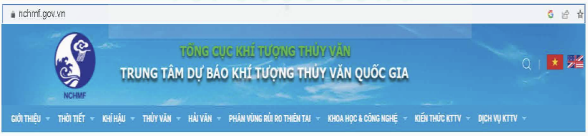 nchmf.gov.vn
TỔNG CỤC KHÍ TƯỢNG THỦY VĂN
TRUNG TÂM DỰ BÁO KHÍ TƯỢNG THỦY VĂN QUỐC GIA
NCHMF
GIỚI THIỆU THỜI TIẾT KHÍ HẬU THỦY VĂN HẢI VĂN PHÂN VÙNG RỦI RO THIÊN TAI KHOA HỌC & CÔNG NGHỆ KIẾN THỨC KTTV DỊCH VỤ KTTV